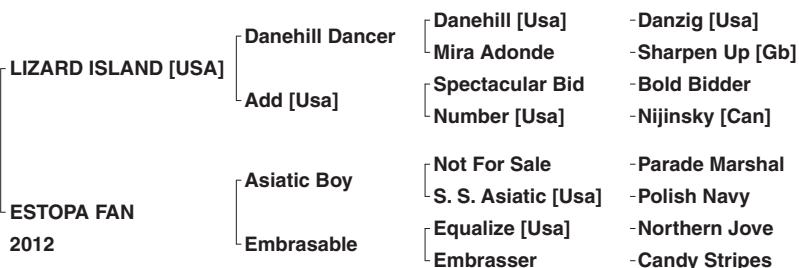 Danehill [Usa] Danzig [Usa]
Danehill Dancer
Mira Adonde Sharpen Up [Gb]
LIZARD ISLAND [USA]
Spectacular Bid Bold Bidder
Add [Usa]
Number [Usa] Nijinsky [Can]
Not For Sale Parade Marshal
Asiatic Boy
S. S. Asiatic [Usa] Polish Navy
ESTOPA FAN
Equalize [Usa] Northern Jove
2012 Embrasable
Embrasser Candy Stripes